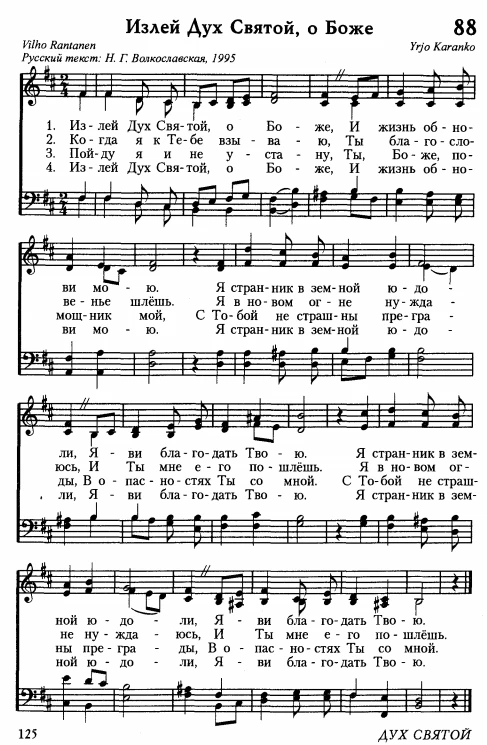 Излей Дух Святой, о Боже 88
Vilho Rantanen Yrjo Karanko
Русский текст: Н. Г. Волкославская, 1995
1. Из - лей Дух Свя - той, о Бо - же, И жизнь об - но-
2. Ко - гда я к Те - бе взы - ва - ю, Ты бла - го - сло-
3. Пой - ду я и не у - ста - ну, Ты, Бо - же, по-
4. Из - лей Дух Свя - той, о Бо - же, И жизнь об - но-
ви мо - ю. Я стран - ник в зем - ной ю - до -
ве - нье шлёшь. Я в но - вом ог - не нуж - да -
мощ - ник мой, С То - бой не страш - ны пре - гра -
ви мо - ю. Я стран - ник в зем - ной ю - до -
ли, Я - ви бла - го - дать Тво - ю. Я стран - ник в зем-
юсь, И Ты мне е - го по - шлёшь. Я в но - вом ог -
ды, В о - пас - но - стях Ты со мной. С То - бой не страш-
ли, Я - ви бла - го - дать Тво - ю. Я стран - ник в зем-
ной ю - до - ли, Я - ви бла - го - дать Тво - ю.
не нуж - да - юсь, И Ты мне е - го по - шлёшь.
ны пре - гра - ды, В о - пас - но - стях Ты со мной.
ной ю - до - ли, Я - ви бла - го - дать Тво - ю.
125 ДУХ СВЯТОЙ